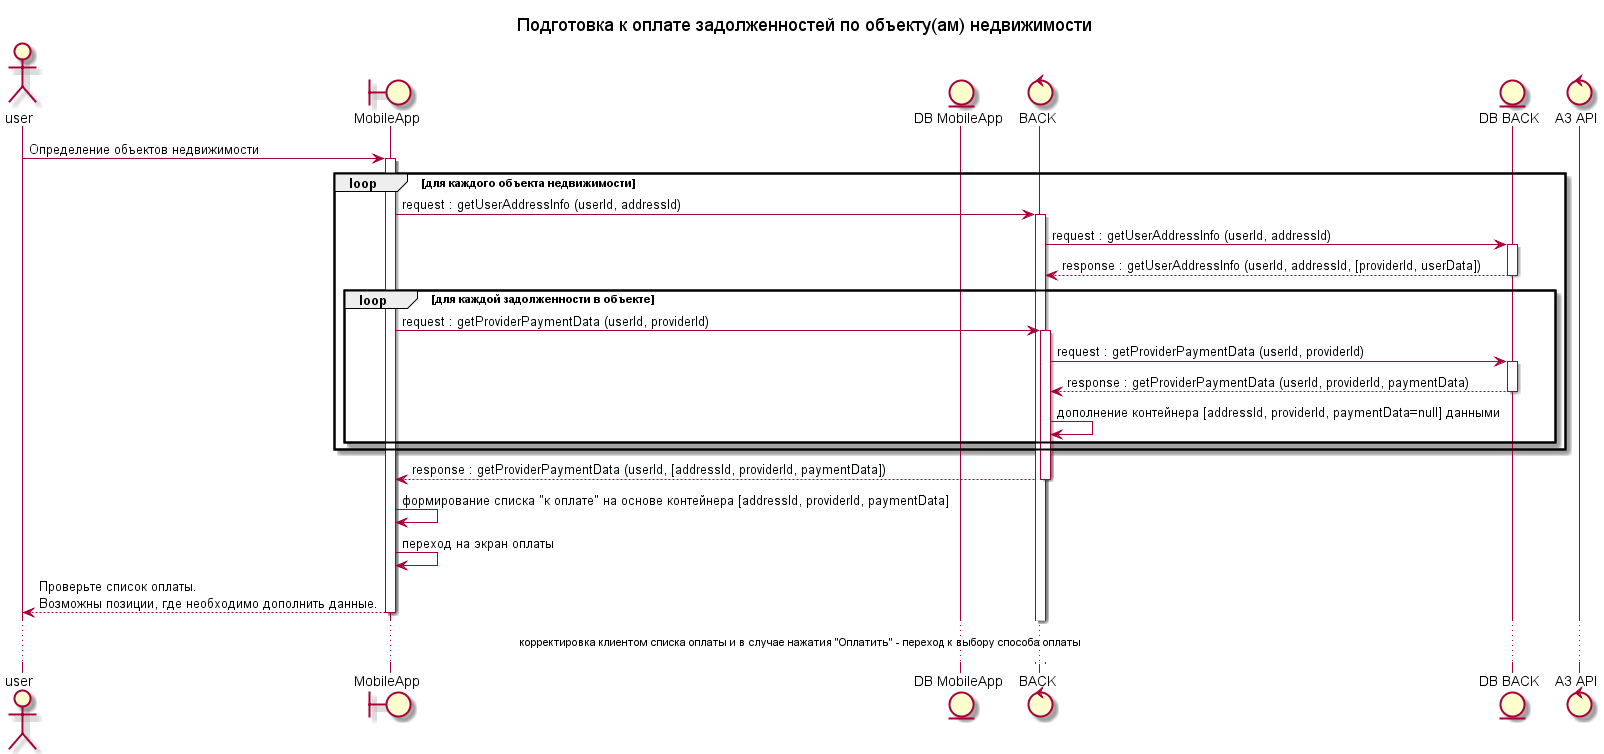 Подготовка к оплате задолженностей по объекту(ам) недвижимости
user
MobileApp
DB MobileApp
BACK
DB BACK
A3 API
Определение объектов недвижимости
loop
[для каждого объекта недвижимости]
request : getUserAddressInfo (userId, addressId)
request : getUserAddressInfo (userId, addressId)
response : getUserAddressInfo (userId, addressId, [providerId, userData])
loop
[для каждой задолженности в объекте]
request : getProviderPaymentData (userId, providerId)
request : getProviderPaymentData (userId, providerId)
response : getProviderPaymentData (userId, providerId, paymentData)
дополнение контейнера [addressId, providerId, paymentData=null] данными
response : getProviderPaymentData (userId, [addressId, providerId, paymentData])
формирование списка "к оплате" на основе контейнера [addressId, providerId, paymentData]
переход на экран оплаты
Проверьте список оплаты.
Возможны позиции, где необходимо дополнить данные.
корректировка клиентом списка оплаты и в случае нажатия "Оплатить" - переход к выбору способа оплаты
user
MobileApp
DB MobileApp
BACK
DB BACK
A3 API